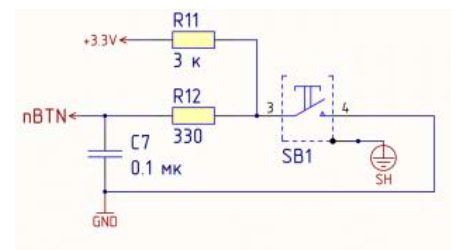 R11
+3.3V
3 к
R12
nBTN
3
4
330
C7
0.1 мк
SB1
SH
GND